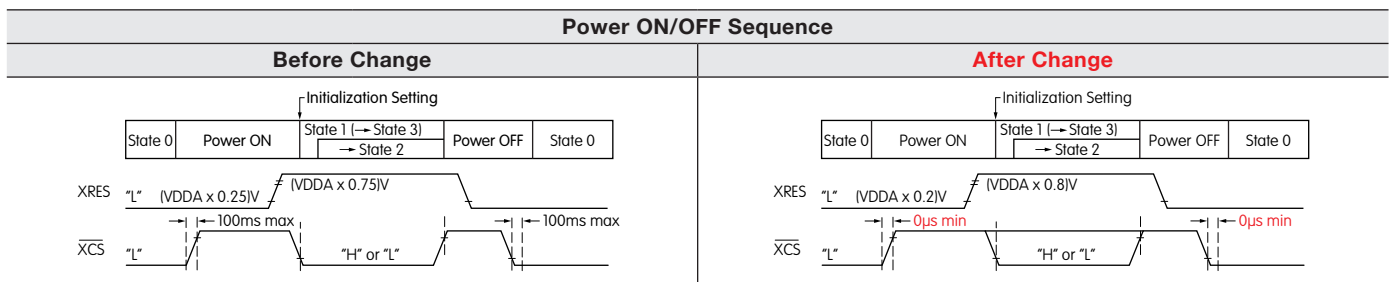 Power ON/OFF Sequence
Before Change
After Change
Initialization Setting
State 0
Power ON
State 1 (→ State 3)
→ State 2
Power OFF
State 0
XRES "L" (VDDA x 0.25)V (VDDA x 0.75)V
100ms max
100ms max
XCS "L" "H" or "L"
Initialization Setting
State 0
Power ON
State 1 (→ State 3)
→ State 2
Power OFF
State 0
XRES "L" (VDDA x 0.2)V (VDDA x 0.8)V
0µs min
0µs min
XCS "L" "H" or "L"